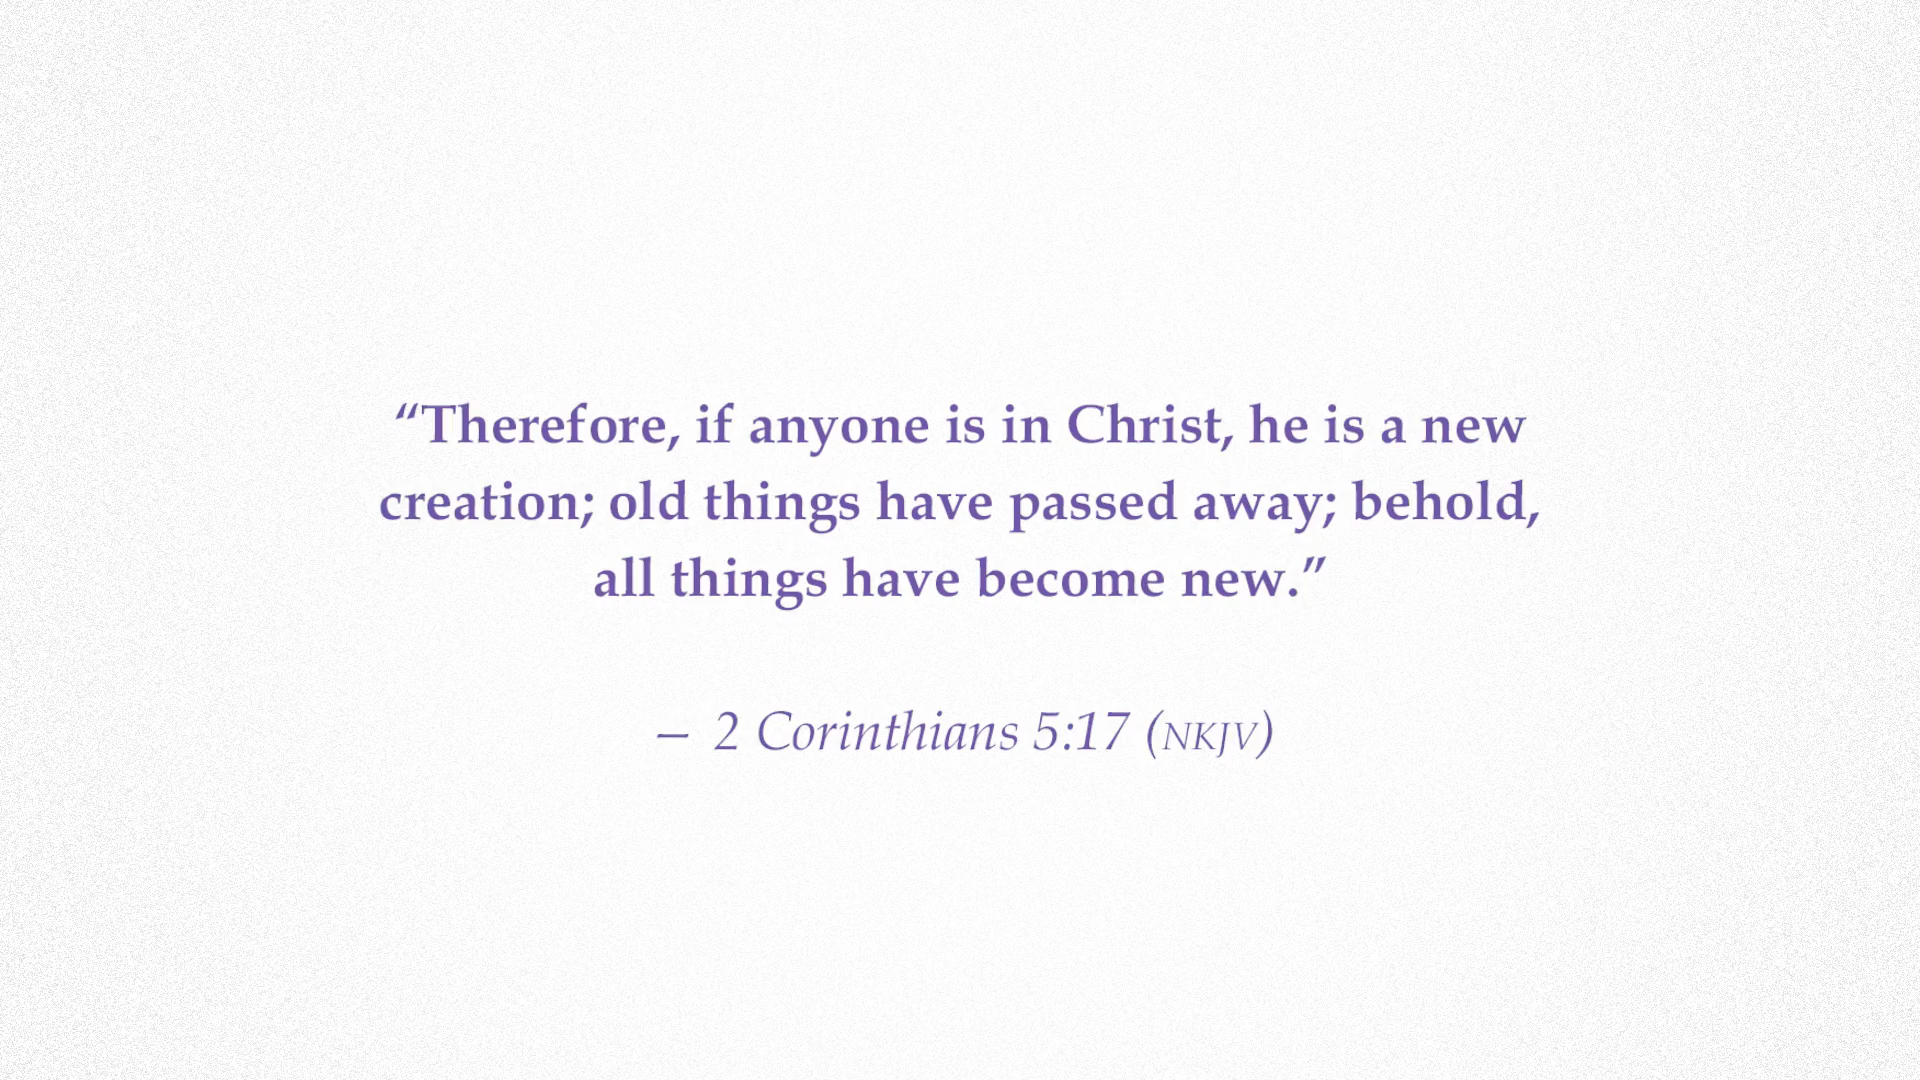 “Therefore, if anyone is in Christ, he is a new
creation; old things have passed away; behold,
all things have become new.”
– 2 Corinthians 5:17 (NKJV)